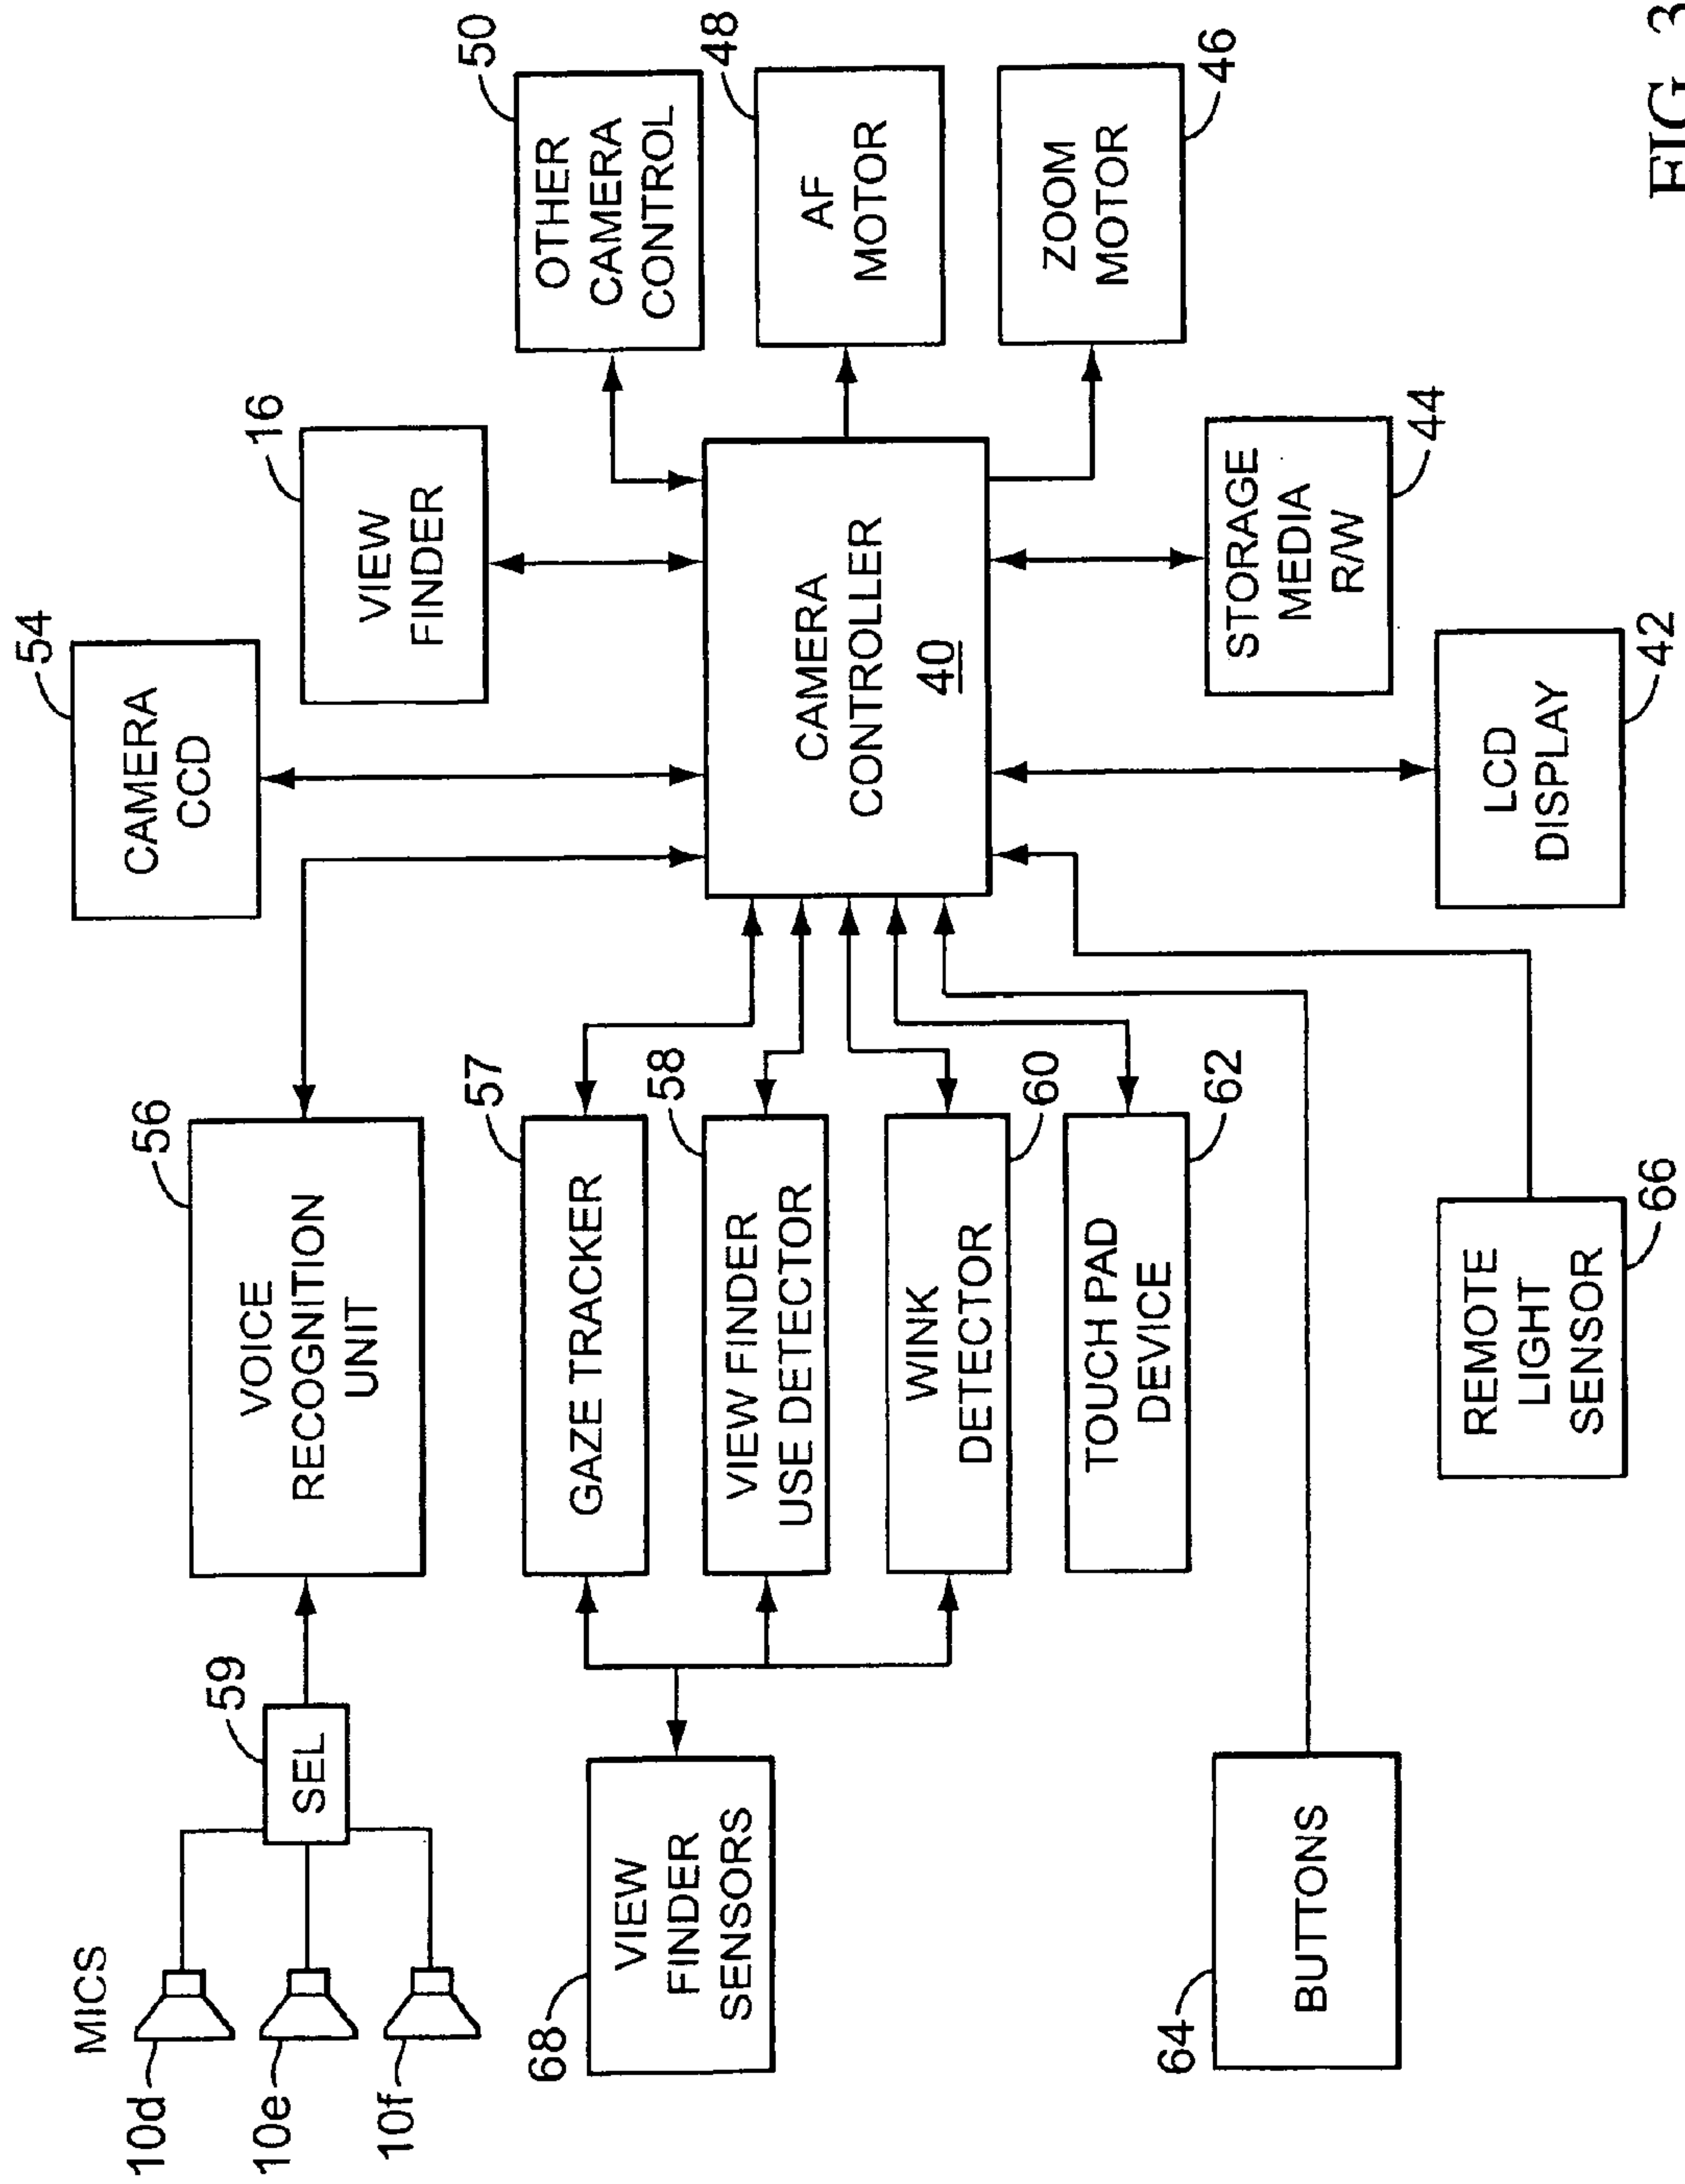 MICS
10d
10e
10f
SEL
59
VOICE
RECOGNITION
UNIT
56
CAMERA
CCD
54
VIEW
FINDER
16
OTHER
CAMERA
CONTROL
50
AF
MOTOR
48
ZOOM
MOTOR
46
CAMERA
CONTROLLER
40
GAZE TRACKER
57
VIEW FINDER
USE DETECTOR
58
WINK
DETECTOR
60
TOUCH PAD
DEVICE
62
VIEW
FINDER
SENSORS
68
BUTTONS
64
REMOTE
LIGHT
SENSOR
66
LCD
DISPLAY
42
STORAGE
MEDIA
R/W
44
FIG. 3